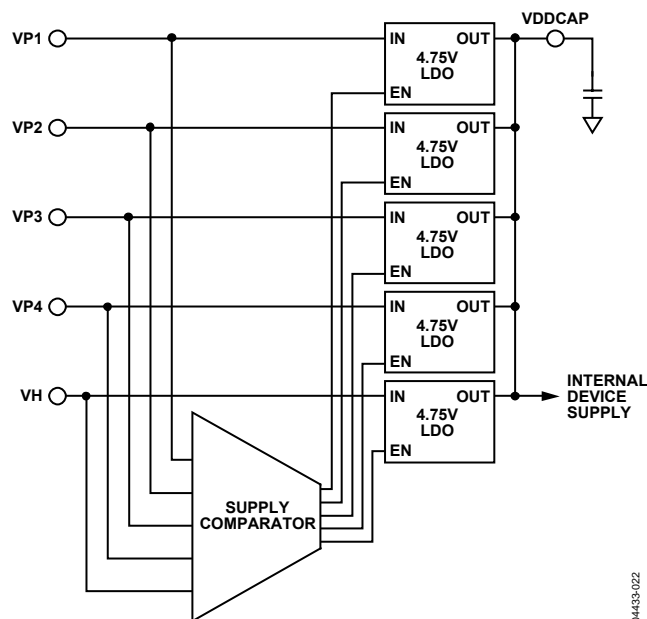 VP1
IN
OUT
4.75V
LDO
EN
VDDCAP
VP2
IN
OUT
4.75V
LDO
EN
VP3
IN
OUT
4.75V
LDO
EN
VP4
IN
OUT
4.75V
LDO
EN
VH
IN
OUT
4.75V
LDO
EN
INTERNAL
DEVICE
SUPPLY
SUPPLY
COMPARATOR
04433-022